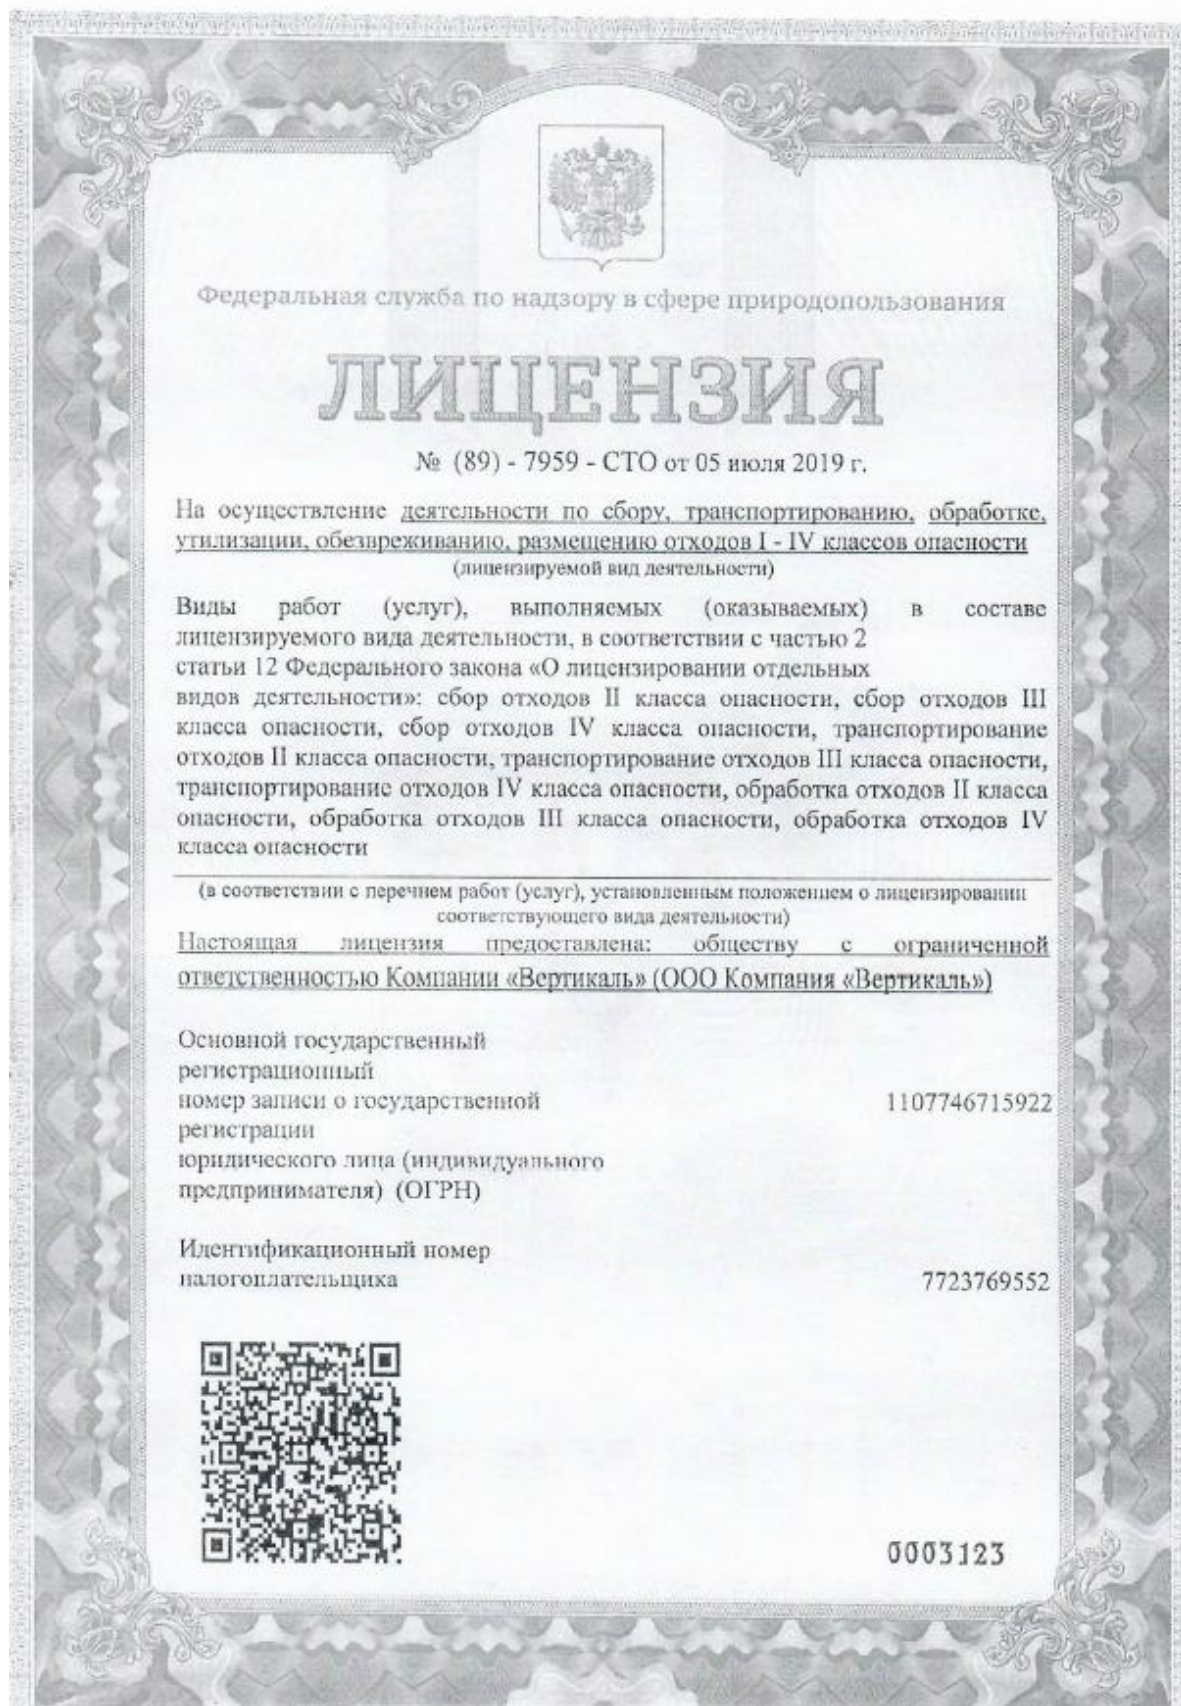 Федеральная служба по надзору в сфере природопользования
ЛИЦЕНЗИЯ
№ (89) - 7959 - СТО от 05 июля 2019 г.
На осуществление деятельности по сбору, транспортированию, обработке,
утилизации, обезвреживанию, размещению отходов I - IV классов опасности
(лицензируемой вид деятельности)
Виды работ (услуг), выполняемых (оказываемых) в составе
лицензируемого вида деятельности, в соответствии с частью 2
статьи 12 Федерального закона «О лицензировании отдельных
видов деятельности»: сбор отходов II класса опасности, сбор отходов III
класса опасности, сбор отходов IV класса опасности, транспортирование
отходов II класса опасности, транспортирование отходов III класса опасности,
транспортирование отходов IV класса опасности, обработка отходов II класса
опасности, обработка отходов III класса опасности, обработка отходов IV
класса опасности
(в соответствии с перечнем работ (услуг), установленным положением о лицензировании
соответствующего вида деятельности)
Настоящая лицензия предоставлена: обществу с ограниченной
ответственностью Компании «Вертикаль» (ООО Компания «Вертикаль»)
Основной государственный
регистрационный
номер записи о государственной
регистрации
1107746715922
юридического лица (индивидуального
предпринимателя) (ОГРН)
Идентификационный номер
налогоплательщика
7723769552
0003123